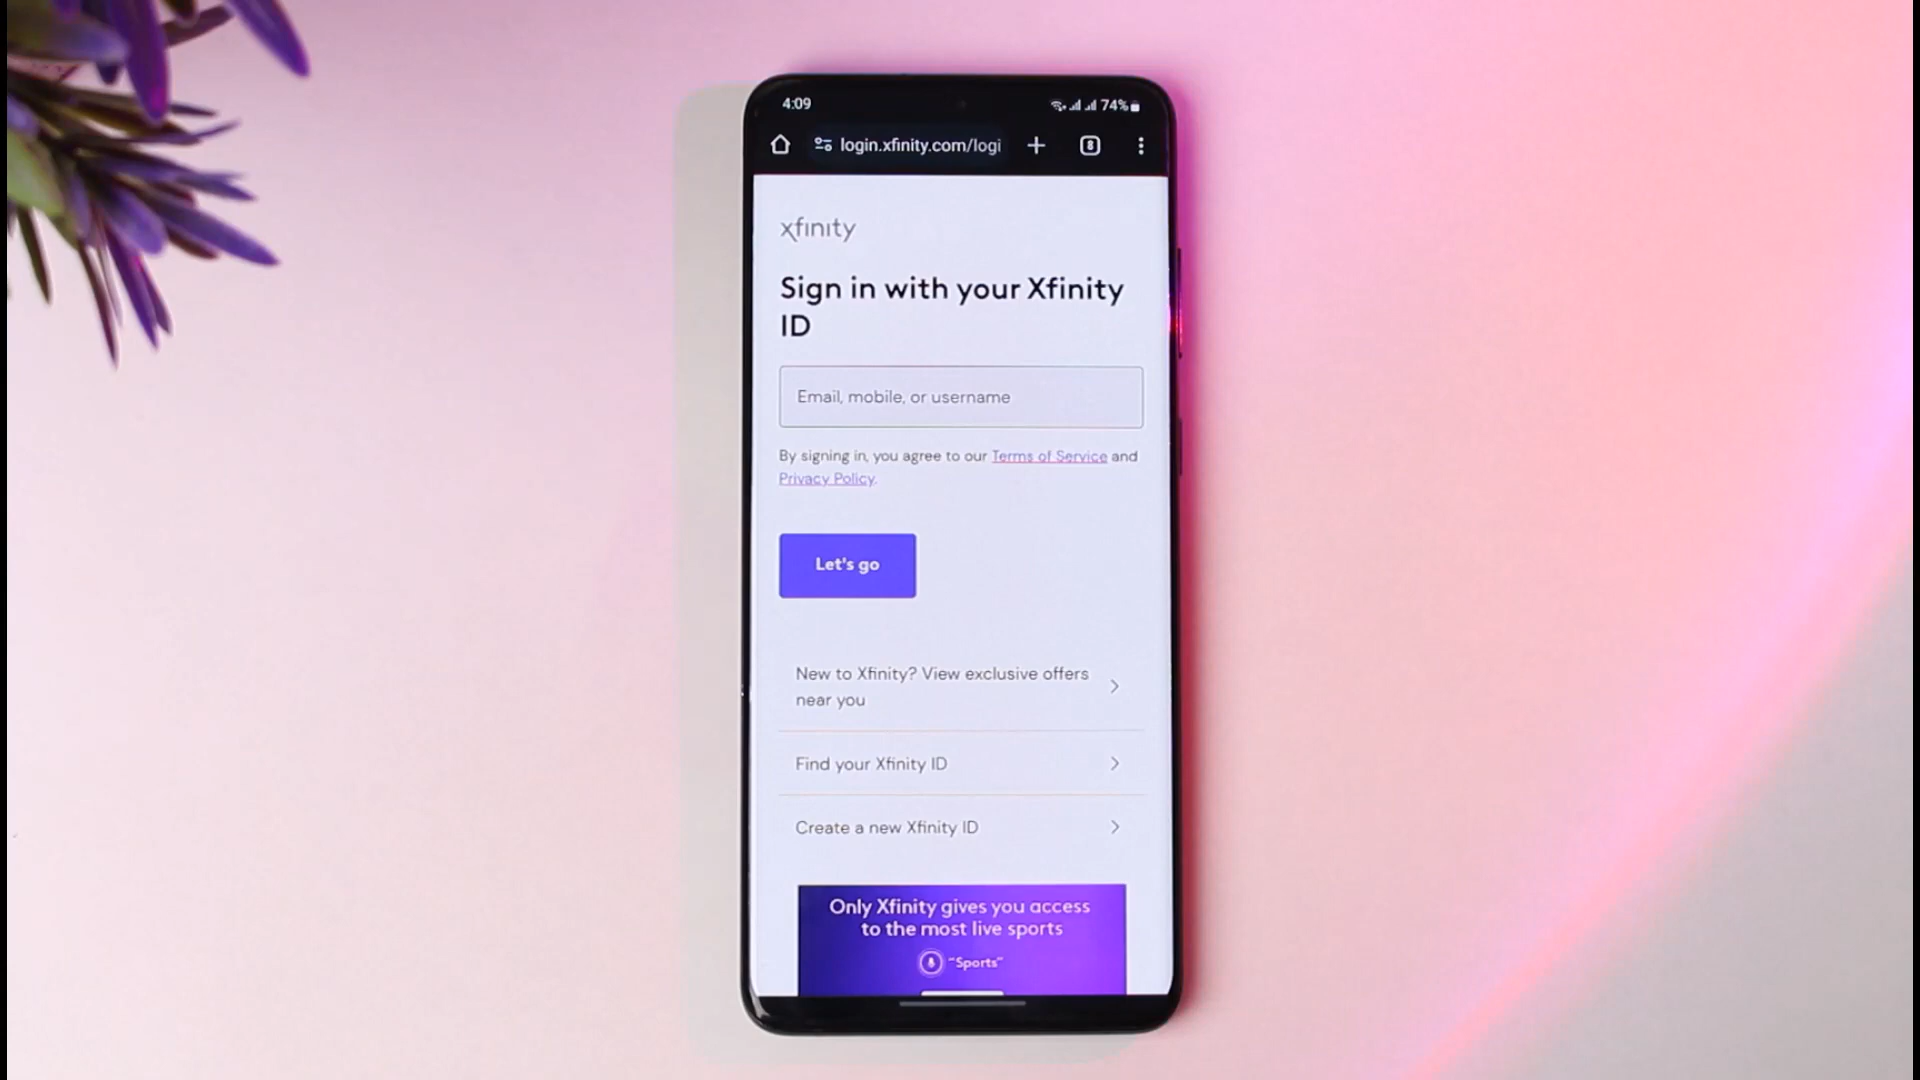 4:09
74%
login.xfinity.com/logi
8
xfinity
Sign in with your Xfinity
ID
Email, mobile, or username
By signing in, you agree to our Terms of Service and
Privacy Policy.
Let's go
New to Xfinity? View exclusive offers
near you
Find your Xfinity ID
Create a new Xfinity ID
Only Xfinity gives you access
to the most live sports
"Sports"